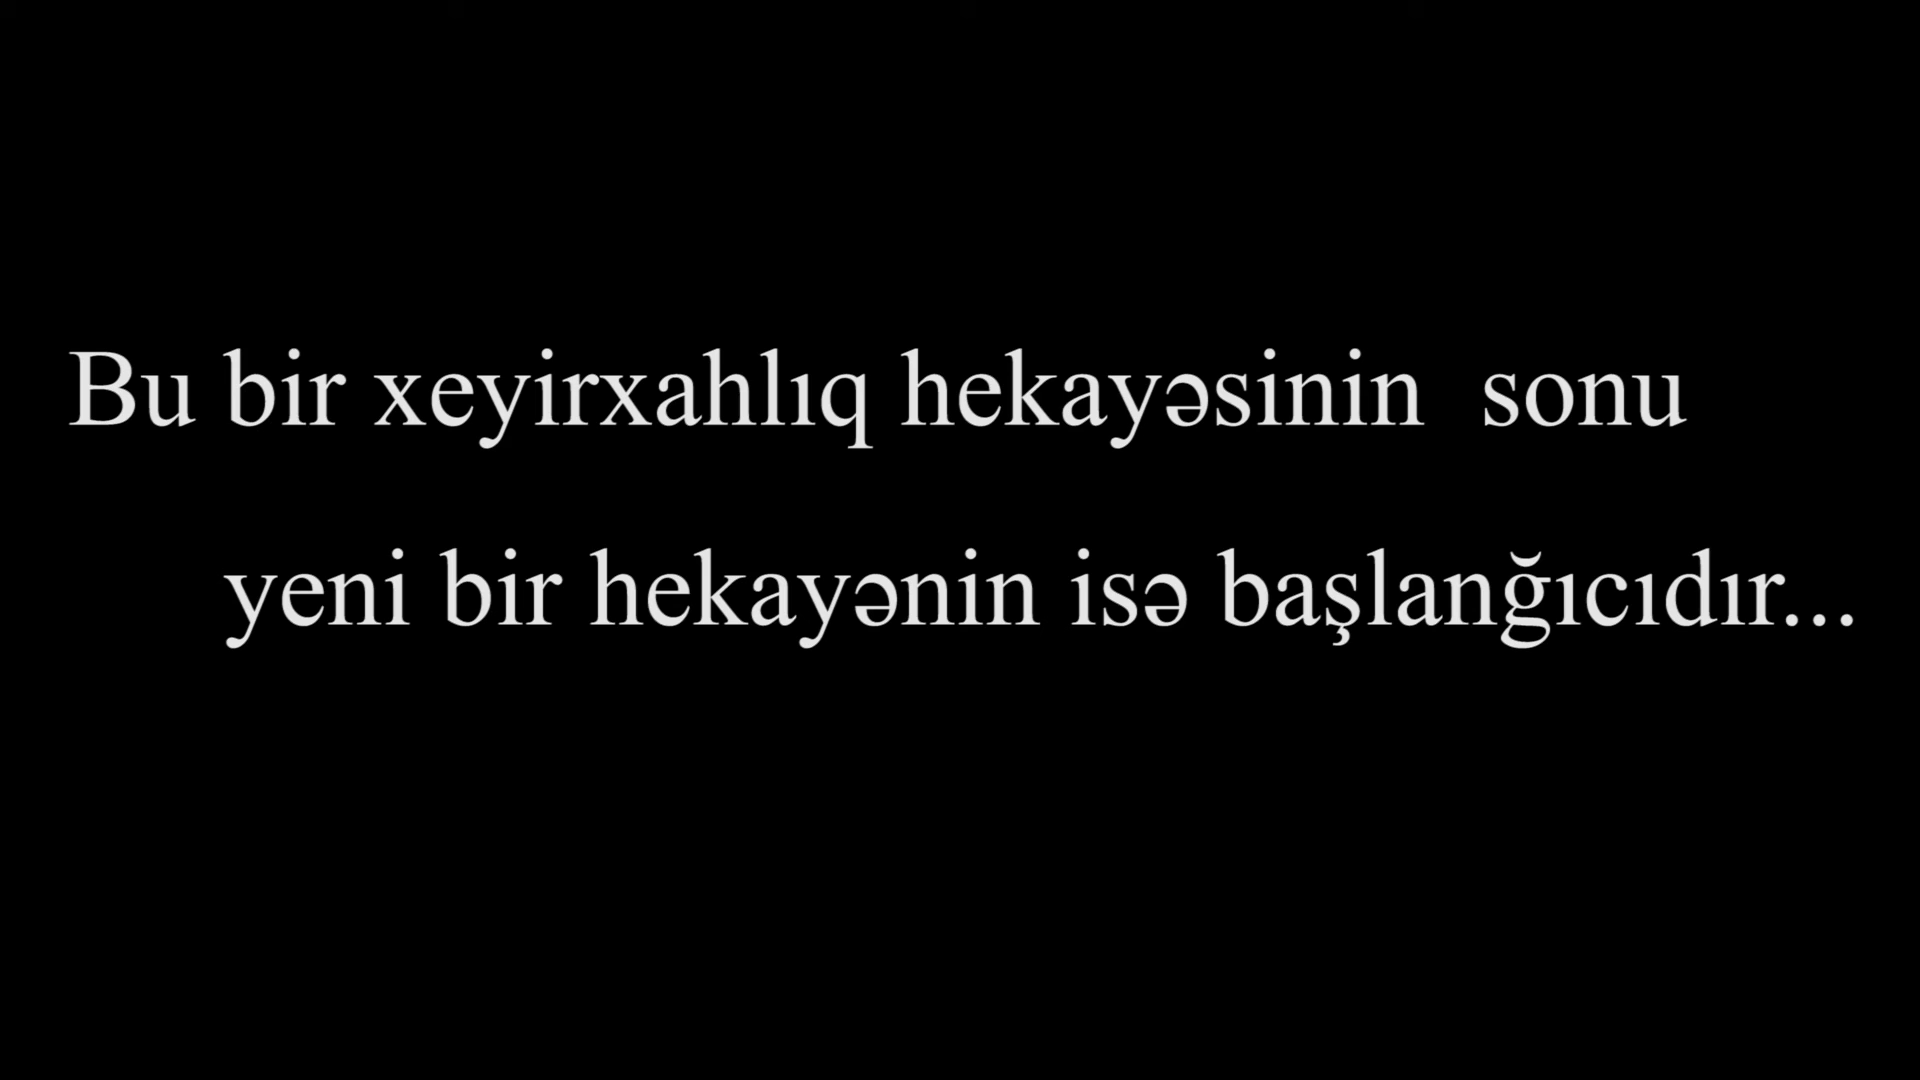 Bu bir xeyirxahlıq hekayəsinin sonu
yeni bir hekayənin isə başlanğıcıdır...